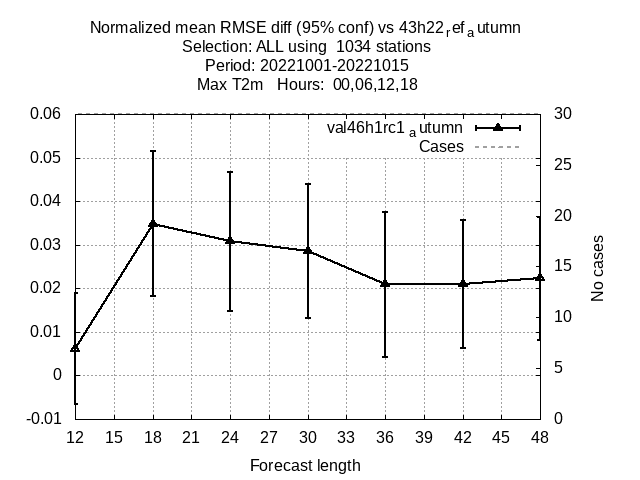 Normalized mean RMSE diff (95% conf) vs 43h22refautumn
Selection: ALL using 1034 stations
Period: 20221001-20221015
Max T2m Hours: 00,06,12,18
0.06
0.05
0.04
0.03
0.02
0.01
0
-0.01
val46h1rc1autumn
Cases
30
25
20
15
10
5
0
No cases
12 15 18 21 24 27 30 33 36 39 42 45 48
Forecast length